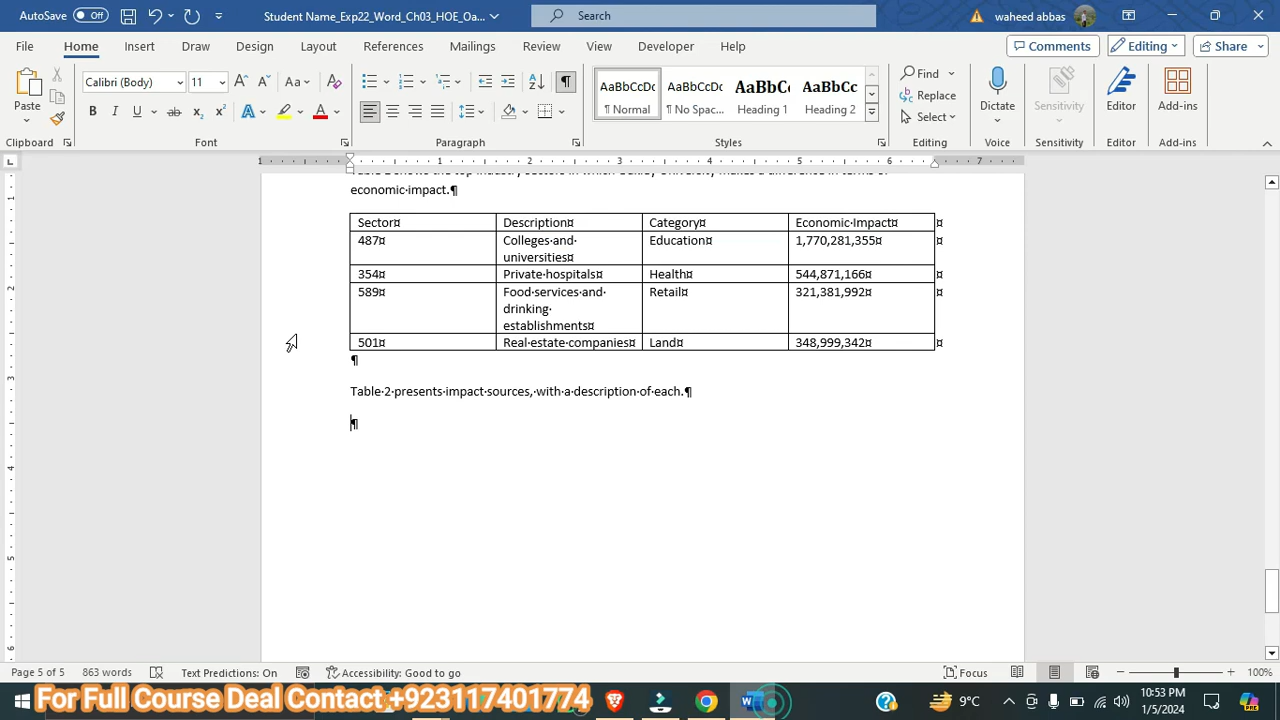 AutoSave Off Student Name_Exp22_Word_Ch03_HOE_Oa... Search waheed abbas
File Home Insert Draw Design Layout References Mailings Review View Developer Help Comments Editing Share
Paste Calibri (Body) 11 Aa AaBbCcDc AaBbCcDc AaBbCc AaBbCcD Find Replace Select Dictate Sensitivity Editor Add-ins
Normal No Spac... Heading 1 Heading 2
Clipboard Font Paragraph Styles Editing Voice Sensitivity Editor Add-ins
economic·impact.¶
Sector¤ Description¤ Category¤ Economic·Impact¤ ¤
487¤ Colleges·and· Education¤ 1,770,281,355¤ ¤
universities¤
354¤ Private·hospitals¤ Health¤ 544,871,166¤ ¤
589¤ Food·services·and· Retail¤ 321,381,992¤ ¤
drinking·
establishments¤
501¤ Real·estate·companies¤ Land¤ 348,999,342¤ ¤
¶
Table·2·presents·impact·sources,·with·a·description·of·each.¶
¶
Page 5 of 5 863 words Text Predictions: On Accessibility: Good to go Focus 100%
For Full Course Deal Contact +923117401774 9°C 10:53 PM
1/5/2024